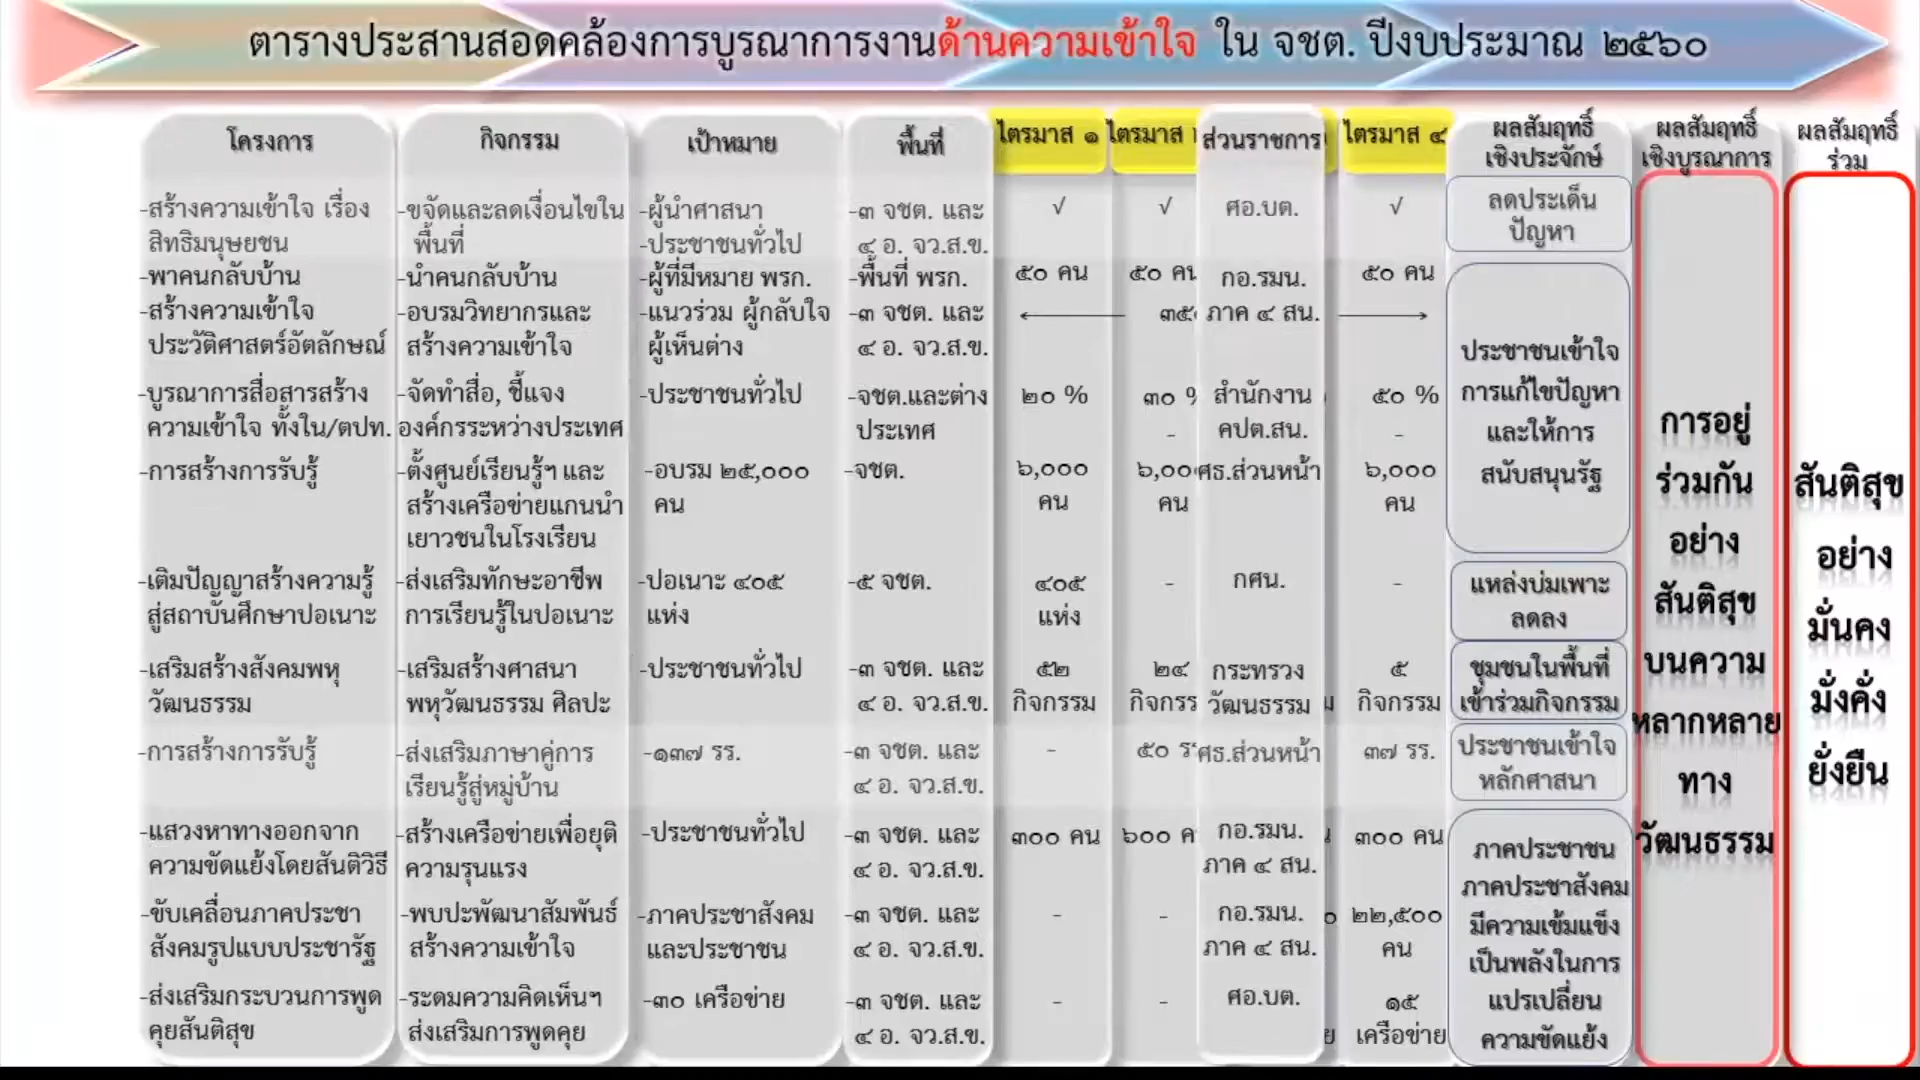 ตารางประสานสอดคล้องการบูรณาการงานด้านความเข้าใจ ใน จชต. ปีงบประมาณ ๒๕๖๐
โครงการ กิจกรรม เป้าหมาย พื้นที่ ไตรมาส ๑ ไตรมาส ส่วนราชการ ไตรมาส ๔ ผลสัมฤทธิ์ ผลสัมฤทธิ์ ผลสัมฤทธิ์
เชิงประจักษ์ เชิงบูรณาการ ร่วม
-สร้างความเข้าใจ เรื่อง -ขจัดและลดเงื่อนไขใน -ผู้นำศาสนา -๓ จชต. และ √ √ ศอ.บต. √ ลดประเด็น
สิทธิมนุษยชน พื้นที่ -ประชาชนทั่วไป ๔ อ. จว.ส.ข. ปัญหา
-พาคนกลับบ้าน -นำคนกลับบ้าน -ผู้ที่มีหมาย พรก. -พื้นที่ พรก. ๕๐ คน ๕๐ คน กอ.รมน. ๕๐ คน
-สร้างความเข้าใจ -อบรมวิทยากรและ -แนวร่วม ผู้กลับใจ -๓ จชต. และ ๓๕ ภาค ๔ สน.
ประวัติศาสตร์อัตลักษณ์ สร้างความเข้าใจ ผู้เห็นต่าง ๔ อ. จว.ส.ข. ประชาชนเข้าใจ
-บูรณาการสื่อสารสร้าง -จัดทำสื่อ, ชี้แจง -ประชาชนทั่วไป -จชต.และต่าง ๒๐ % ๓๐ % สำนักงาน ๕๐ % การแก้ไขปัญหา
ความเข้าใจ ทั้งใน/ตปท. องค์กรระหว่างประเทศ ประเทศ - คปต.สน. - และให้การ
-การสร้างการรับรู้ -ตั้งศูนย์เรียนรู้ฯ และ -อบรม ๒๕,๐๐๐ -จชต. ๖,๐๐๐ ๖,๐๐ ศธ.ส่วนหน้า ๖,๐๐๐ สนับสนุนรัฐ
สร้างเครือข่ายแกนนำ คน คน คน คน
เยาวชนในโรงเรียน
-เติมปัญญาสร้างความรู้ -ส่งเสริมทักษะอาชีพ -ปอเนาะ ๔๐๕ -๕ จชต. ๔๐๕ - กศน. - แหล่งบ่มเพาะ
สู่สถาบันศึกษาปอเนาะ การเรียนรู้ในปอเนาะ แห่ง แห่ง ลดลง
-เสริมสร้างสังคมพหุ -เสริมสร้างศาสนา -ประชาชนทั่วไป -๓ จชต. และ ๕๒ ๒๔ กระทรวง ๕ ชุมชนในพื้นที่
วัฒนธรรม พหุวัฒนธรรม ศิลปะ ๔ อ. จว.ส.ข. กิจกรรม กิจกรร วัฒนธรรม กิจกรรม เข้าร่วมกิจกรรม
-การสร้างการรับรู้ -ส่งเสริมภาษาคู่การ -๑๓๗ รร. -๓ จชต. และ - ๕๐ ร ศธ.ส่วนหน้า ๓๗ รร. ประชาชนเข้าใจ
เรียนรู้สู่หมู่บ้าน ๔ อ. จว.ส.ข. หลักศาสนา
-แสวงหาทางออกจาก -สร้างเครือข่ายเพื่อยุติ -ประชาชนทั่วไป -๓ จชต. และ ๓๐๐ คน ๖๐๐ ค กอ.รมน. ๓๐๐ คน ภาคประชาชน
ความขัดแย้งโดยสันติวิธี ความรุนแรง ๔ อ. จว.ส.ข. ภาค ๔ สน. ภาคประชาสังคม
-ขับเคลื่อนภาคประชา -พบปะพัฒนาสัมพันธ์ -ภาคประชาสังคม -๓ จชต. และ - - กอ.รมน. ๒๒,๕๐๐ มีความเข้มแข็ง
สังคมรูปแบบประชารัฐ สร้างความเข้าใจ และประชาชน ๔ อ. จว.ส.ข. ภาค ๔ สน. คน เป็นพลังในการ
-ส่งเสริมกระบวนการพูด -ระดมความคิดเห็นฯ -๓๐ เครือข่าย -๓ จชต. และ - - ศอ.บต. ๑๕ แปรเปลี่ยน
คุยสันติสุข ส่งเสริมการพูดคุย ๔ อ. จว.ส.ข. เครือข่าย ความขัดแย้ง
การอยู่
ร่วมกัน
อย่าง
สันติสุข
บนความ
หลากหลาย
ทาง
วัฒนธรรม
สันติสุข
อย่าง
มั่นคง
มั่งคั่ง
ยั่งยืน